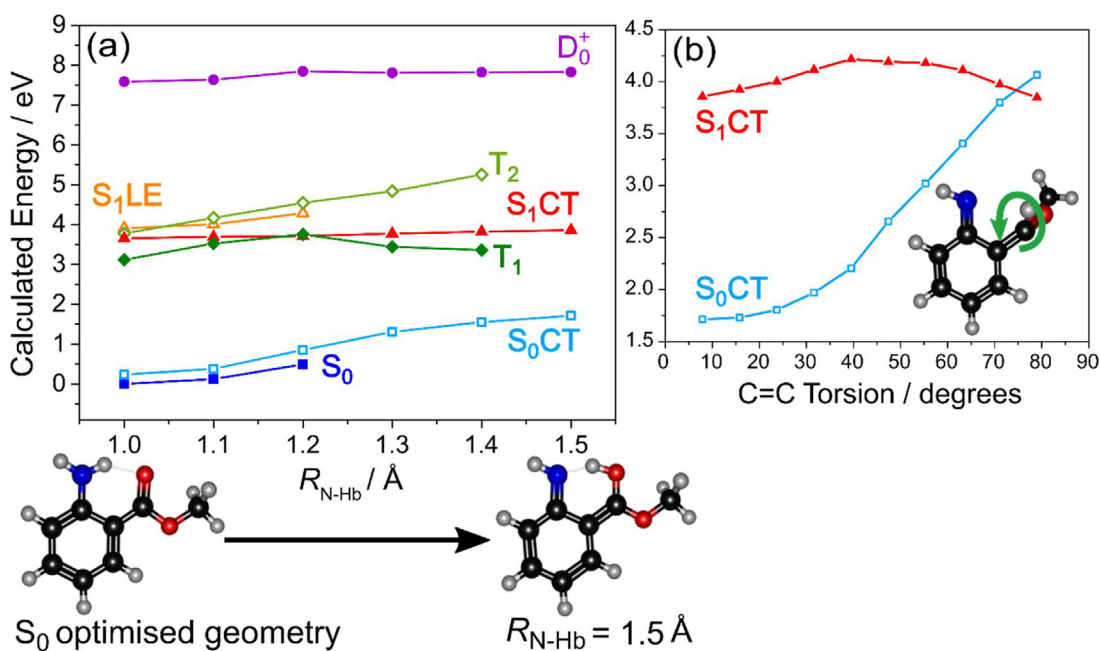 (a)
Calculated Energy / eV
9
8
7
6
5
4
3
2
1
0
D₀⁺
T₂
S₁LE
S₁CT
T₁
S₀CT
S₀
1.0 1.1 1.2 1.3 1.4 1.5
R_N-Hb / Å
(b)
4.5
4.0
3.5
3.0
2.5
2.0
1.5
S₁CT
S₀CT
0 10 20 30 40 50 60 70 80 90
C=C Torsion / degrees
S₀ optimised geometry
R_N-Hb = 1.5 Å